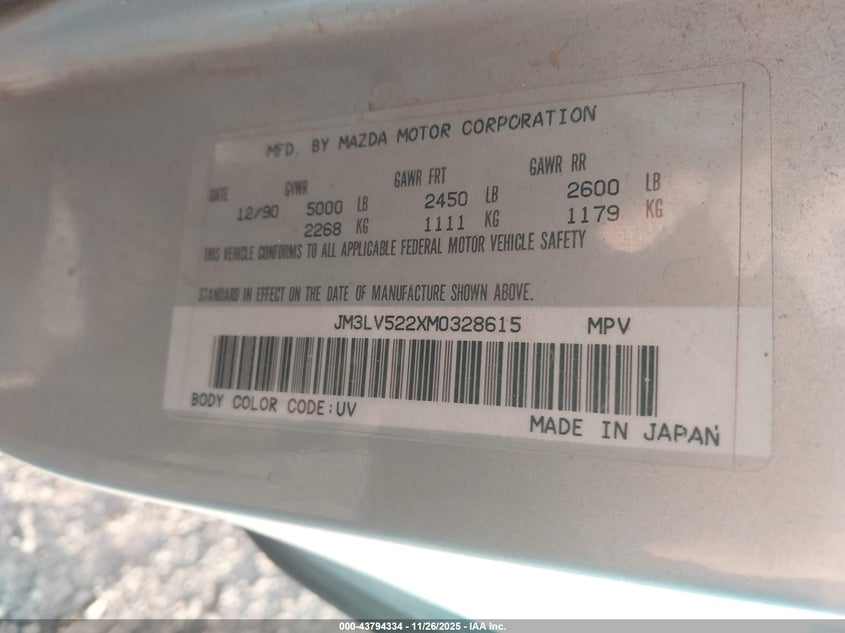 MFD. BY MAZDA MOTOR CORPORATION
DATE GVWR GAWR FRT GAWR RR
12/90 5000 LB 2450 LB 2600 LB
2268 KG 1111 KG 1179 KG
THIS VEHICLE CONFORMS TO ALL APPLICABLE FEDERAL MOTOR VEHICLE SAFETY
STANDARD IN EFFECT ON THE DATE OF MANUFACTURE SHOWN ABOVE.
JM3LV522XM0328615 MPV
BODY COLOR CODE:UV
MADE IN JAPAN
000-43794334 - 11/26/2025 - IAA Inc.